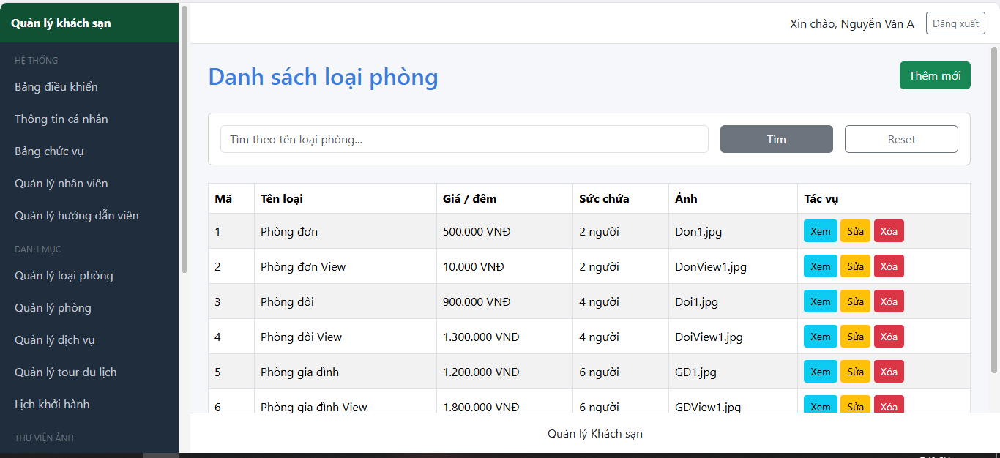 Quản lý khách sạn
Xin chào, Nguyễn Văn A Đăng xuất
HỆ THỐNG
Bảng điều khiển
Thông tin cá nhân
Bảng chức vụ
Quản lý nhân viên
Quản lý hướng dẫn viên
DANH MỤC
Quản lý loại phòng
Quản lý phòng
Quản lý dịch vụ
Quản lý tour du lịch
Lịch khởi hành
THƯ VIỆN ẢNH
Danh sách loại phòng Thêm mới
Tìm theo tên loại phòng... Tìm Reset
Mã Tên loại Giá / đêm Sức chứa Ảnh Tác vụ
1 Phòng đơn 500.000 VNĐ 2 người Don1.jpg Xem Sửa Xóa
2 Phòng đơn View 10.000 VNĐ 2 người DonView1.jpg Xem Sửa Xóa
3 Phòng đôi 900.000 VNĐ 4 người Doi1.jpg Xem Sửa Xóa
4 Phòng đôi View 1.300.000 VNĐ 4 người DoiView1.jpg Xem Sửa Xóa
5 Phòng gia đình 1.200.000 VNĐ 6 người GD1.jpg Xem Sửa Xóa
6 Phòng gia đình View 1.800.000 VNĐ 6 người GDView1.jpg Xem Sửa Xóa
Quản lý Khách sạn